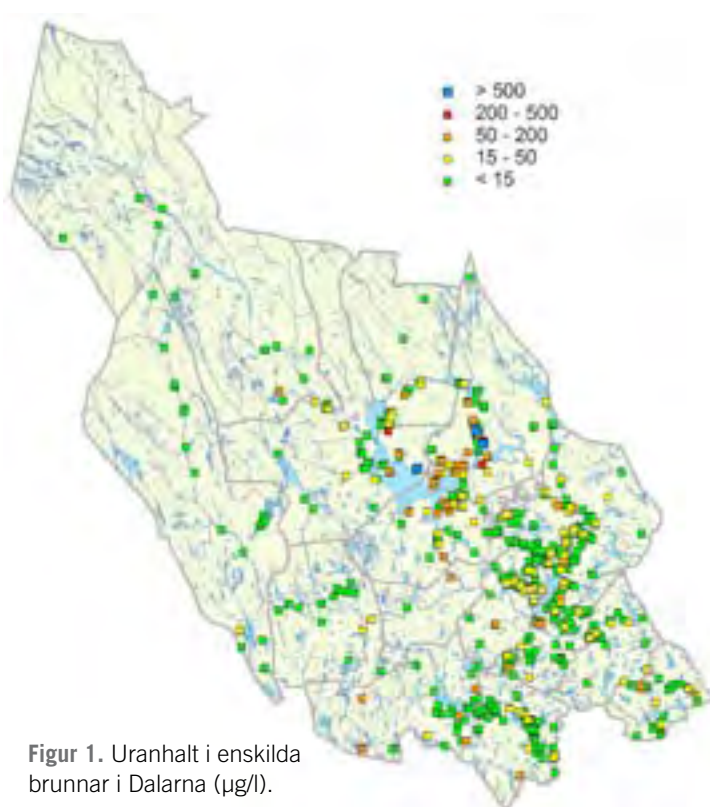 > 500
200 - 500
50 - 200
15 - 50
< 15
Figur 1. Uranhalt i enskilda
brunnar i Dalarna (µg/l).